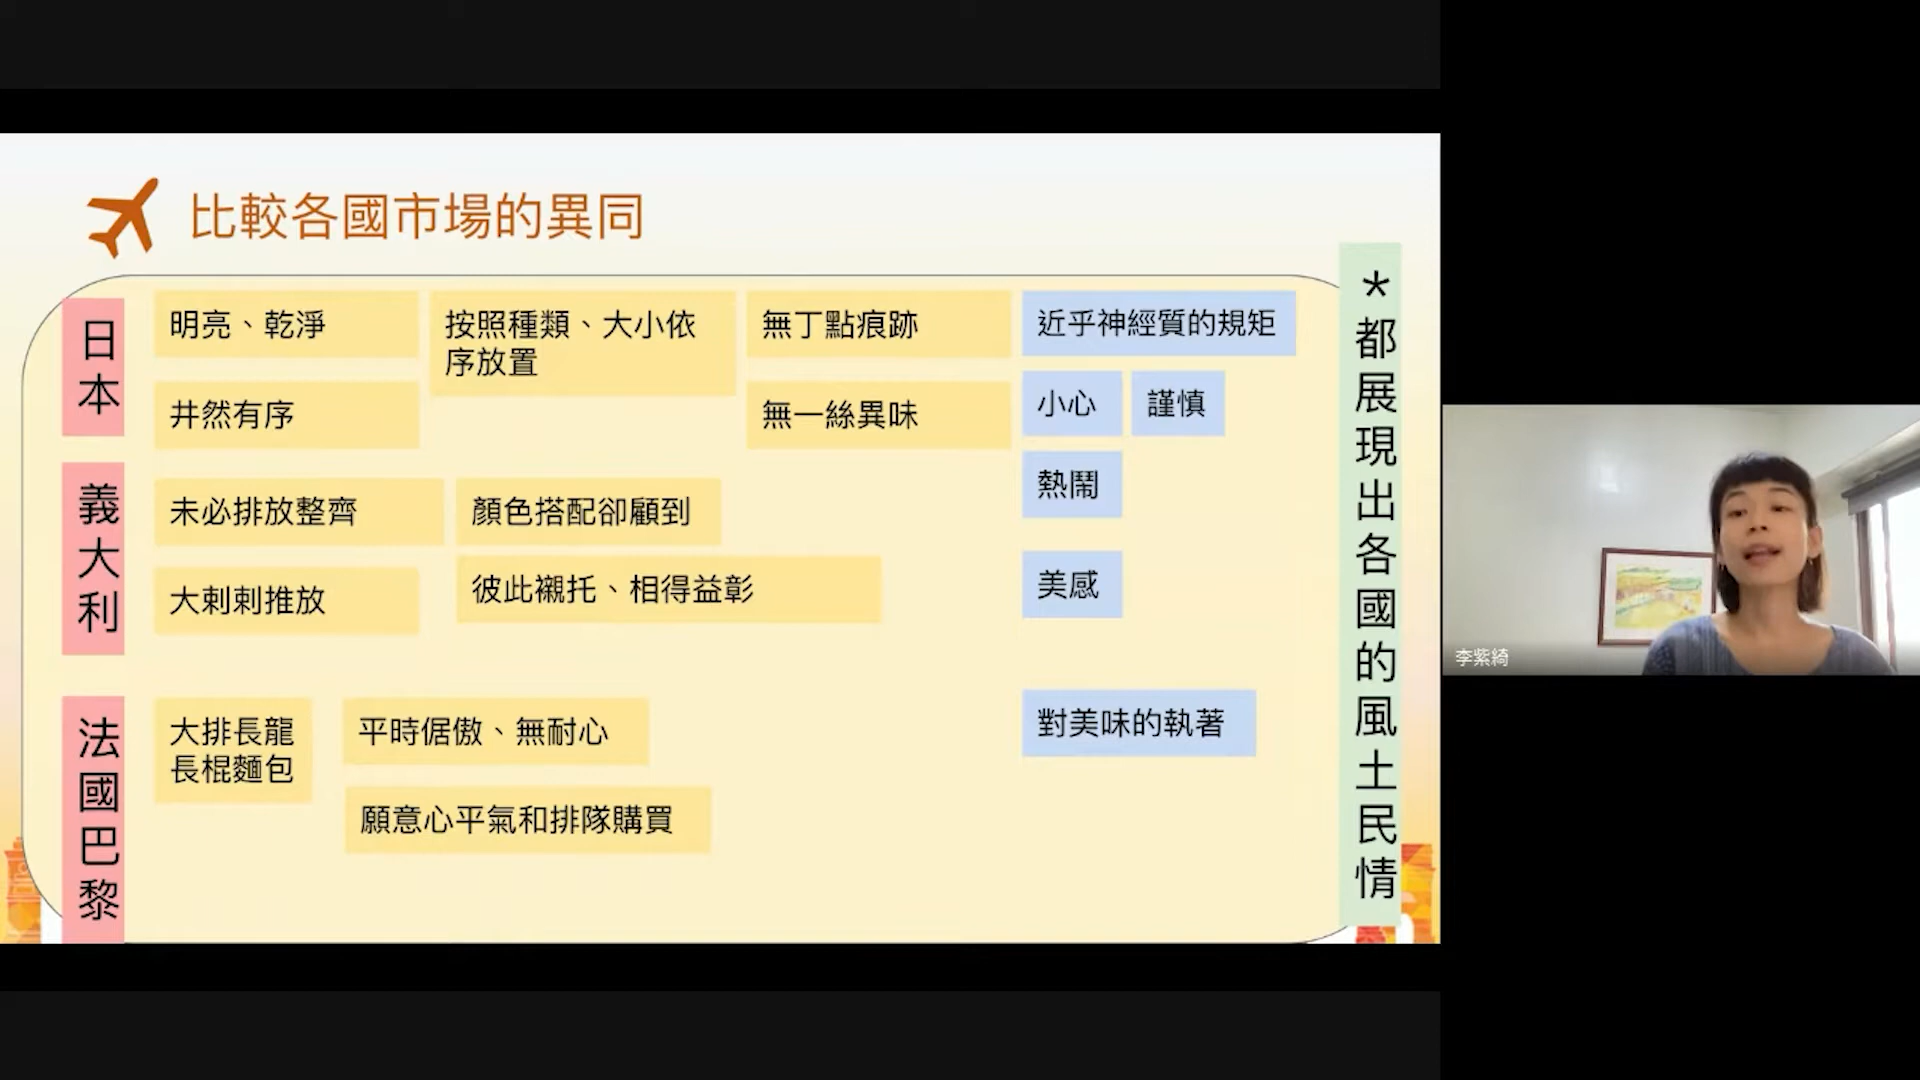 比較各國市場的異同
日本
明亮、乾淨
按照種類、大小依
序放置
無丁點痕跡
近乎神經質的規矩
井然有序
無一絲異味
小心
謹慎
義大利
未必排放整齊
顏色搭配卻顧到
熱鬧
大剌剌推放
彼此襯托、相得益彰
美感
法國巴黎
大排長龍
長棍麵包
平時倨傲、無耐心
對美味的執著
願意心平氣和排隊購買
*都展現出各國的風土民情
李紫綺